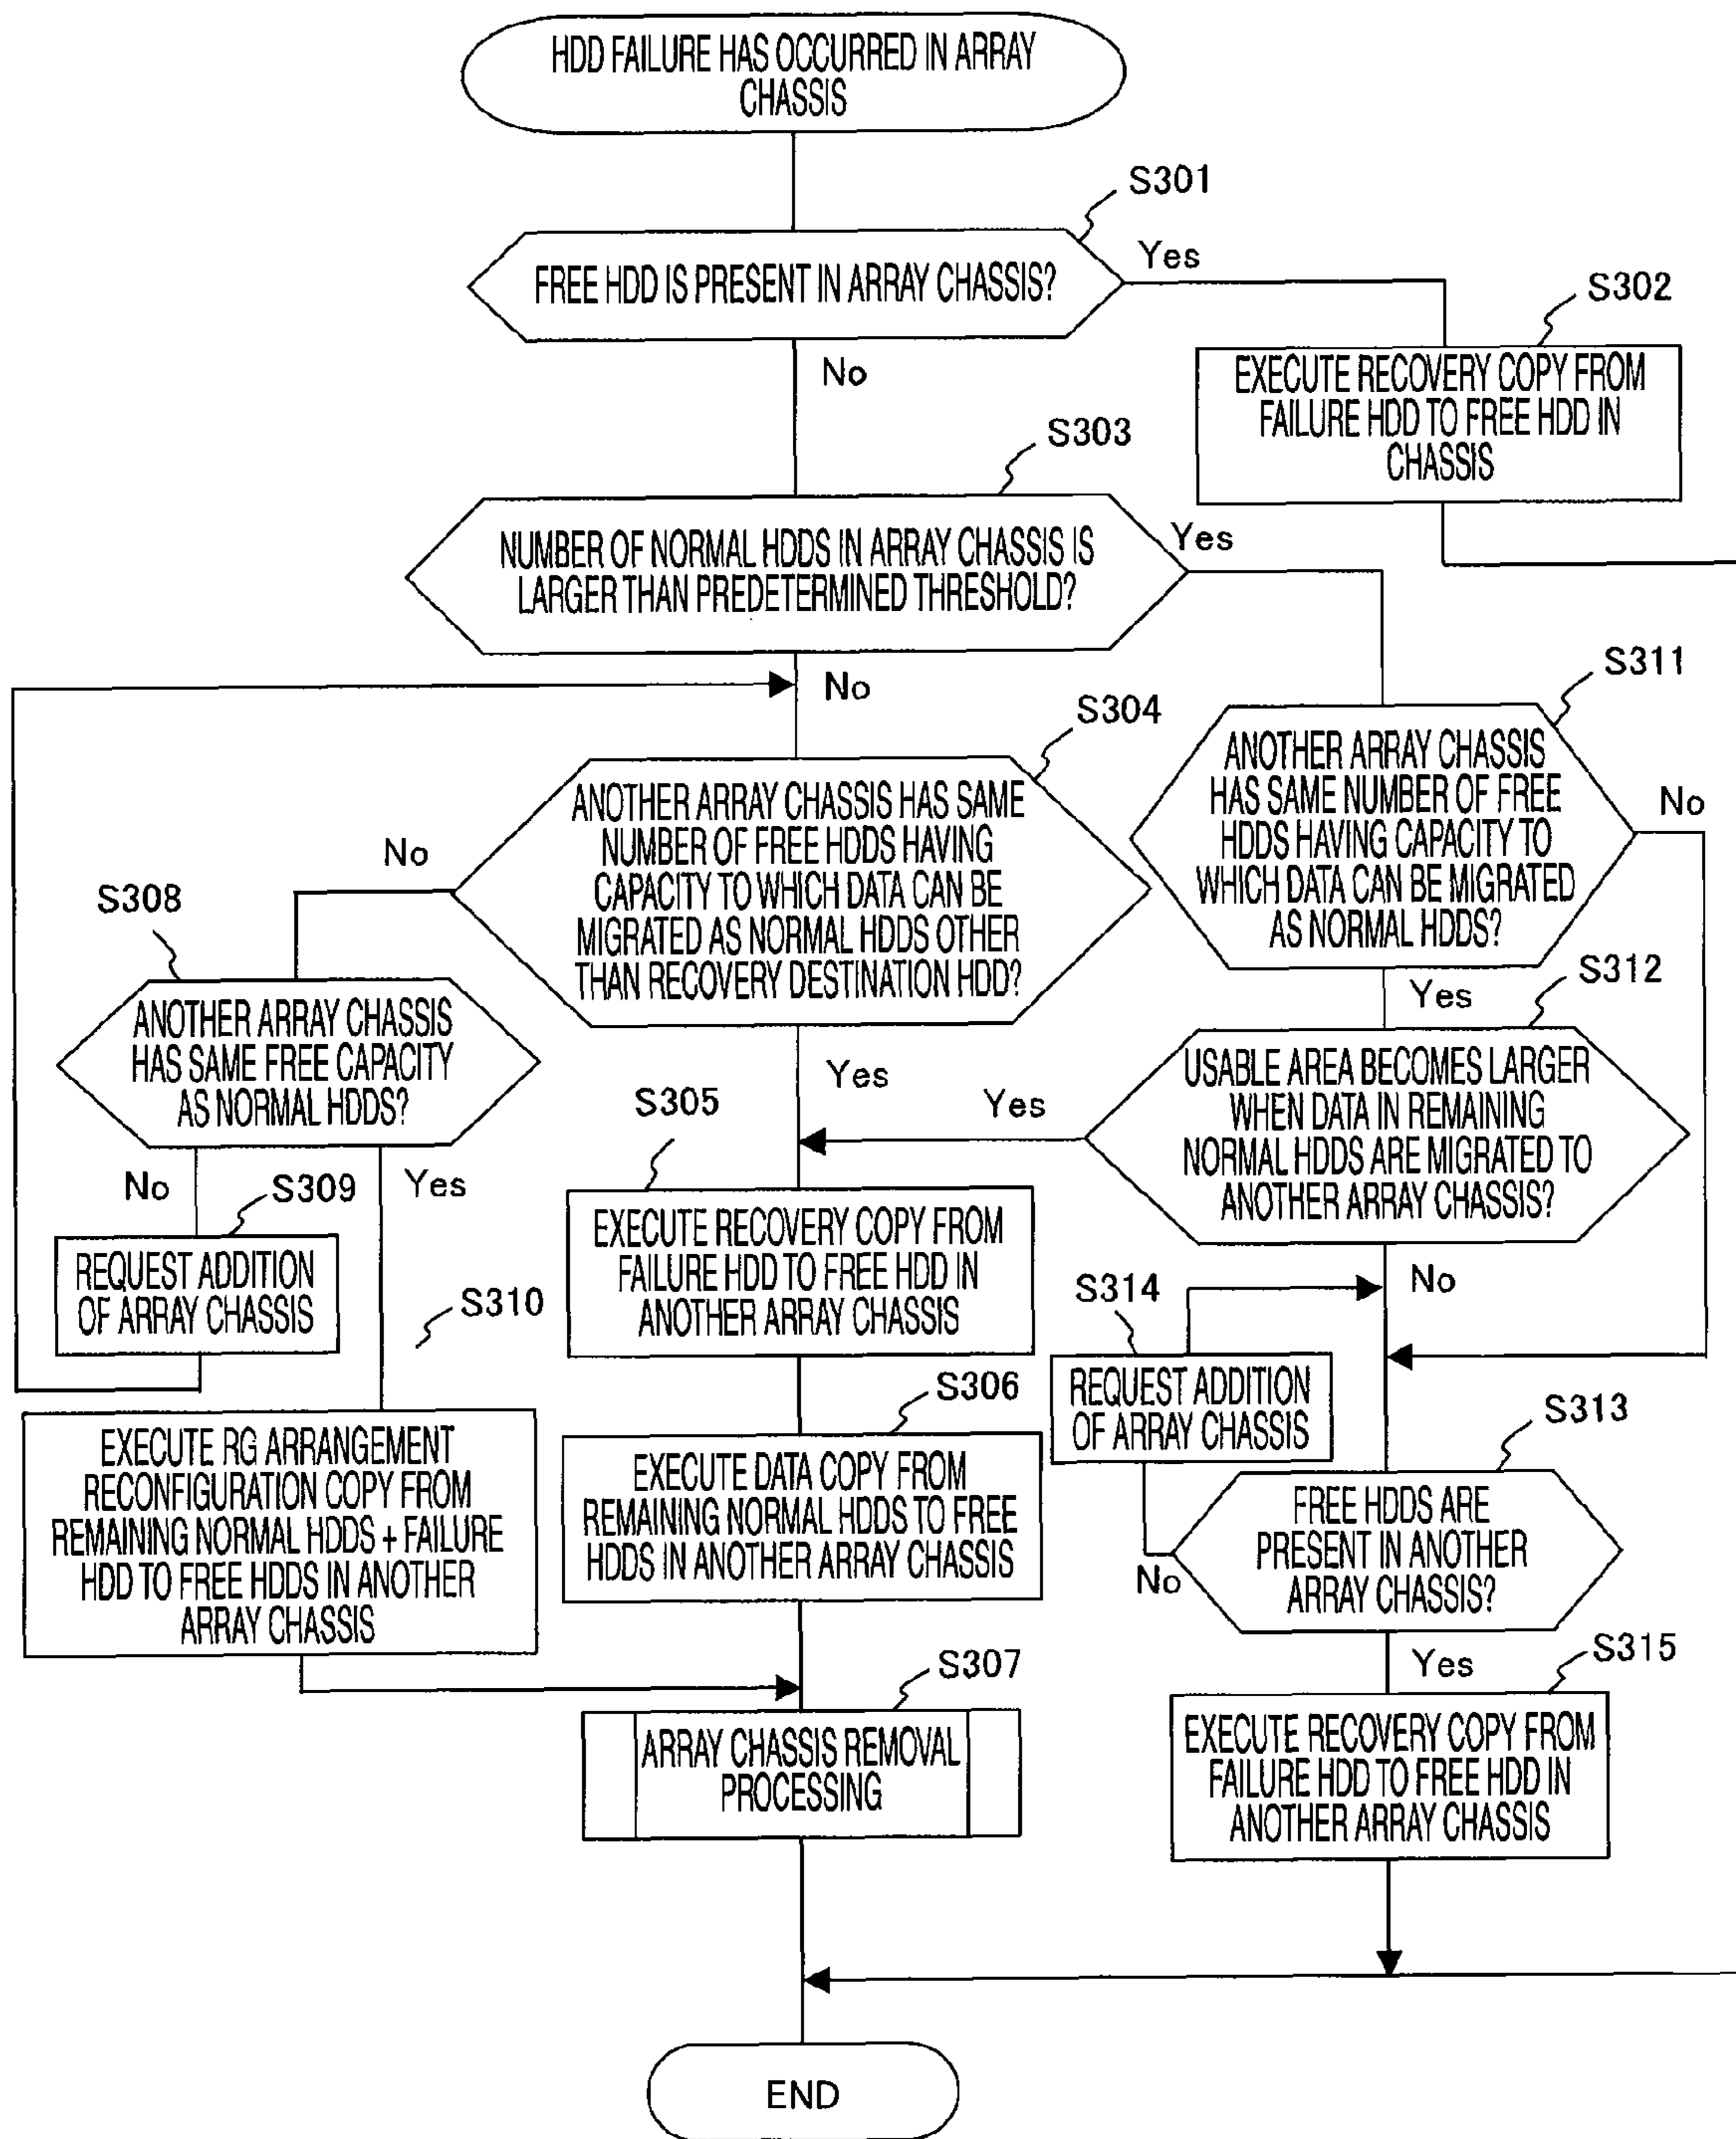 HDD FAILURE HAS OCCURRED IN ARRAY
CHASSIS
S301
FREE HDD IS PRESENT IN ARRAY CHASSIS?
Yes
No
S302
EXECUTE RECOVERY COPY FROM
FAILURE HDD TO FREE HDD IN
CHASSIS
S303
NUMBER OF NORMAL HDDS IN ARRAY CHASSIS IS
LARGER THAN PREDETERMINED THRESHOLD?
Yes
No
S304
ANOTHER ARRAY CHASSIS HAS SAME
NUMBER OF FREE HDDS HAVING
CAPACITY TO WHICH DATA CAN BE
MIGRATED AS NORMAL HDDS OTHER
THAN RECOVERY DESTINATION HDD?
No
Yes
S311
ANOTHER ARRAY CHASSIS
HAS SAME NUMBER OF FREE
HDDS HAVING CAPACITY TO
WHICH DATA CAN BE MIGRATED
AS NORMAL HDDS?
No
Yes
S308
ANOTHER ARRAY CHASSIS
HAS SAME FREE CAPACITY
AS NORMAL HDDS?
No
Yes
S312
USABLE AREA BECOMES LARGER
WHEN DATA IN REMAINING
NORMAL HDDS ARE MIGRATED TO
ANOTHER ARRAY CHASSIS?
Yes
No
S305
EXECUTE RECOVERY COPY FROM
FAILURE HDD TO FREE HDD IN
ANOTHER ARRAY CHASSIS
S309
REQUEST ADDITION
OF ARRAY CHASSIS
S310
EXECUTE RG ARRANGEMENT
RECONFIGURATION COPY FROM
REMAINING NORMAL HDDS + FAILURE
HDD TO FREE HDDS IN ANOTHER
ARRAY CHASSIS
S306
EXECUTE DATA COPY FROM
REMAINING NORMAL HDDS TO FREE
HDDS IN ANOTHER ARRAY CHASSIS
S314
REQUEST ADDITION
OF ARRAY CHASSIS
S313
FREE HDDS ARE
PRESENT IN ANOTHER
ARRAY CHASSIS?
No
Yes
S307
ARRAY CHASSIS REMOVAL
PROCESSING
S315
EXECUTE RECOVERY COPY FROM
FAILURE HDD TO FREE HDD IN
ANOTHER ARRAY CHASSIS
END